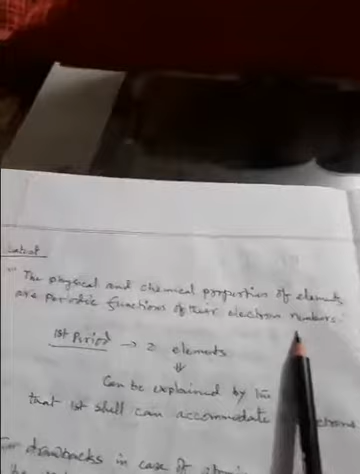 "The physical and chemical properties of elements
are Periodic functions of their electron numbers.
1st Period → 2 elements
⇓
Can be explained by
that 1st shell can accommodate
drawbacks in case of